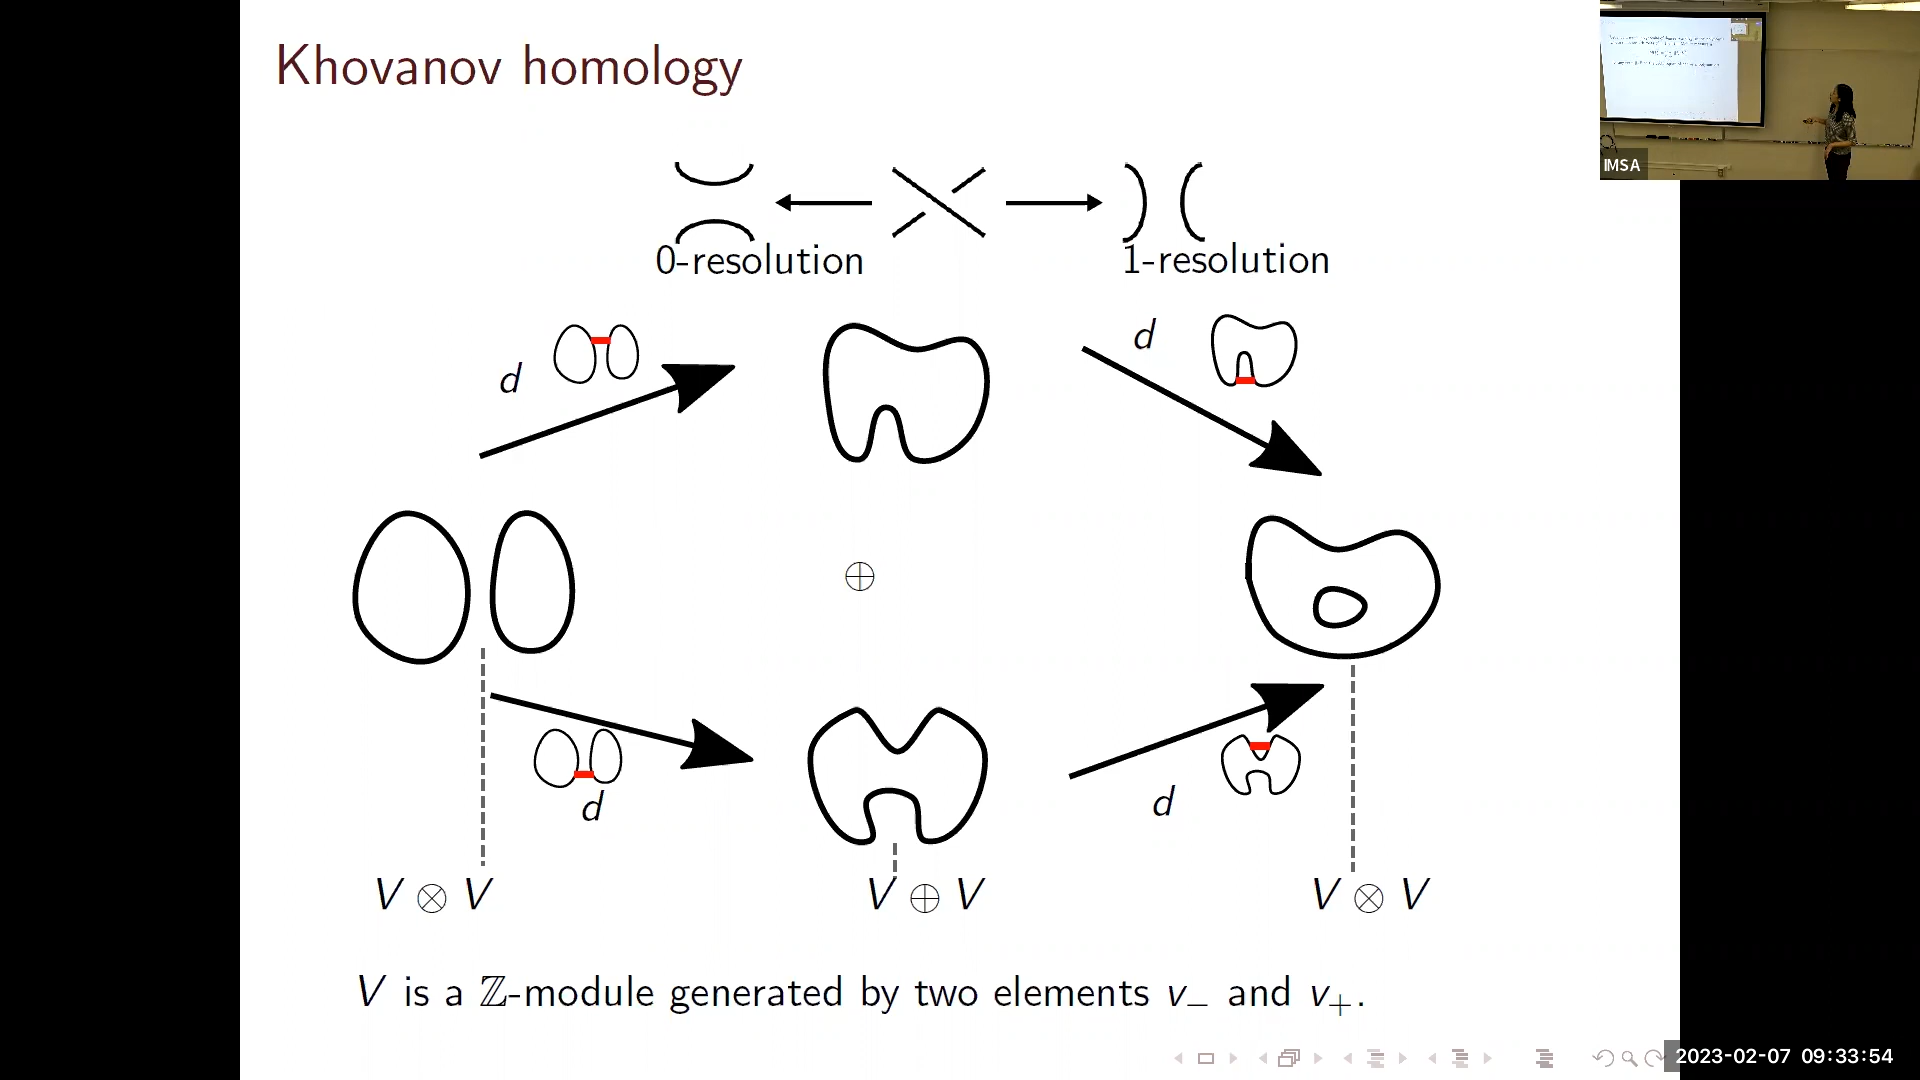 Khovanov homology
IMSA
0-resolution
1-resolution
d
d
⊕
d
d
V ⊗ V
V ⊕ V
V ⊗ V
V is a ℤ-module generated by two elements v₋ and v₊.
2023-02-07 09:33:54